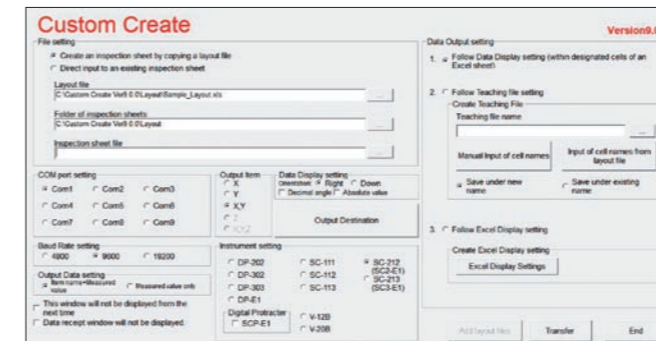 Custom Create
Version9.0
File setting
Create an inspection sheet by copying a layout file
Direct input to an existing inspection sheet
Layout file
C:\Custom Create Ver9 0.0\Layout\Sample_Layout.xls
...
Folder of inspection sheets
C:\Custom Create Ver9 0.0\Layout
...
Inspection sheet file
...
COM port setting
Com1 Com2 Com3
Com4 Com5 Com6
Com7 Com8 Com9
Output Item
X
Y
X,Y
Z
X,Y,Z
Data Display setting
Right Down
Decimal angle Absolute value
Output Destination
Baud Rate setting
4800 9600 19200
Output Data setting
Item name+Measured value
Measured value only
This window will not be displayed from the next time
Data receipt window will not be displayed.
Instrument setting
DP-202 SC-111 SC-212 (SC2-E1)
DP-302 SC-112 SC-213 (SC3-E1)
DP-303 SC-113
DP-E1
Digital Protracter
SCP-E1
V-12B
V-20B
Data Output setting
1. Follow Data Display setting (within designated cells of an Excel sheet)
2. Follow Teaching file setting
Create Teaching File
Teaching file name
...
Manual Input of cell names
Input of cell names from layout file
Save under new name
Save under existing name
3. Follow Excel Display setting
Create Excel Display setting
Excel Display Settings
Add layout files
Transfer
End